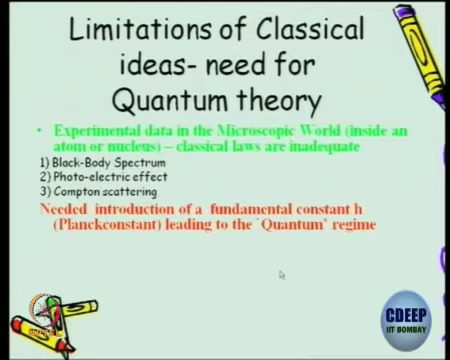 Limitations of Classical
ideas- need for
Quantum theory
• Experimental data in the Microscopic World (inside an
atom or nucleus) – classical laws are inadequate
1) Black-Body Spectrum
2) Photo-electric effect
3) Compton scattering
Needed introduction of a fundamental constant h
(Planckconstant) leading to the `Quantum` regime
CDEEP
IIT BOMBAY